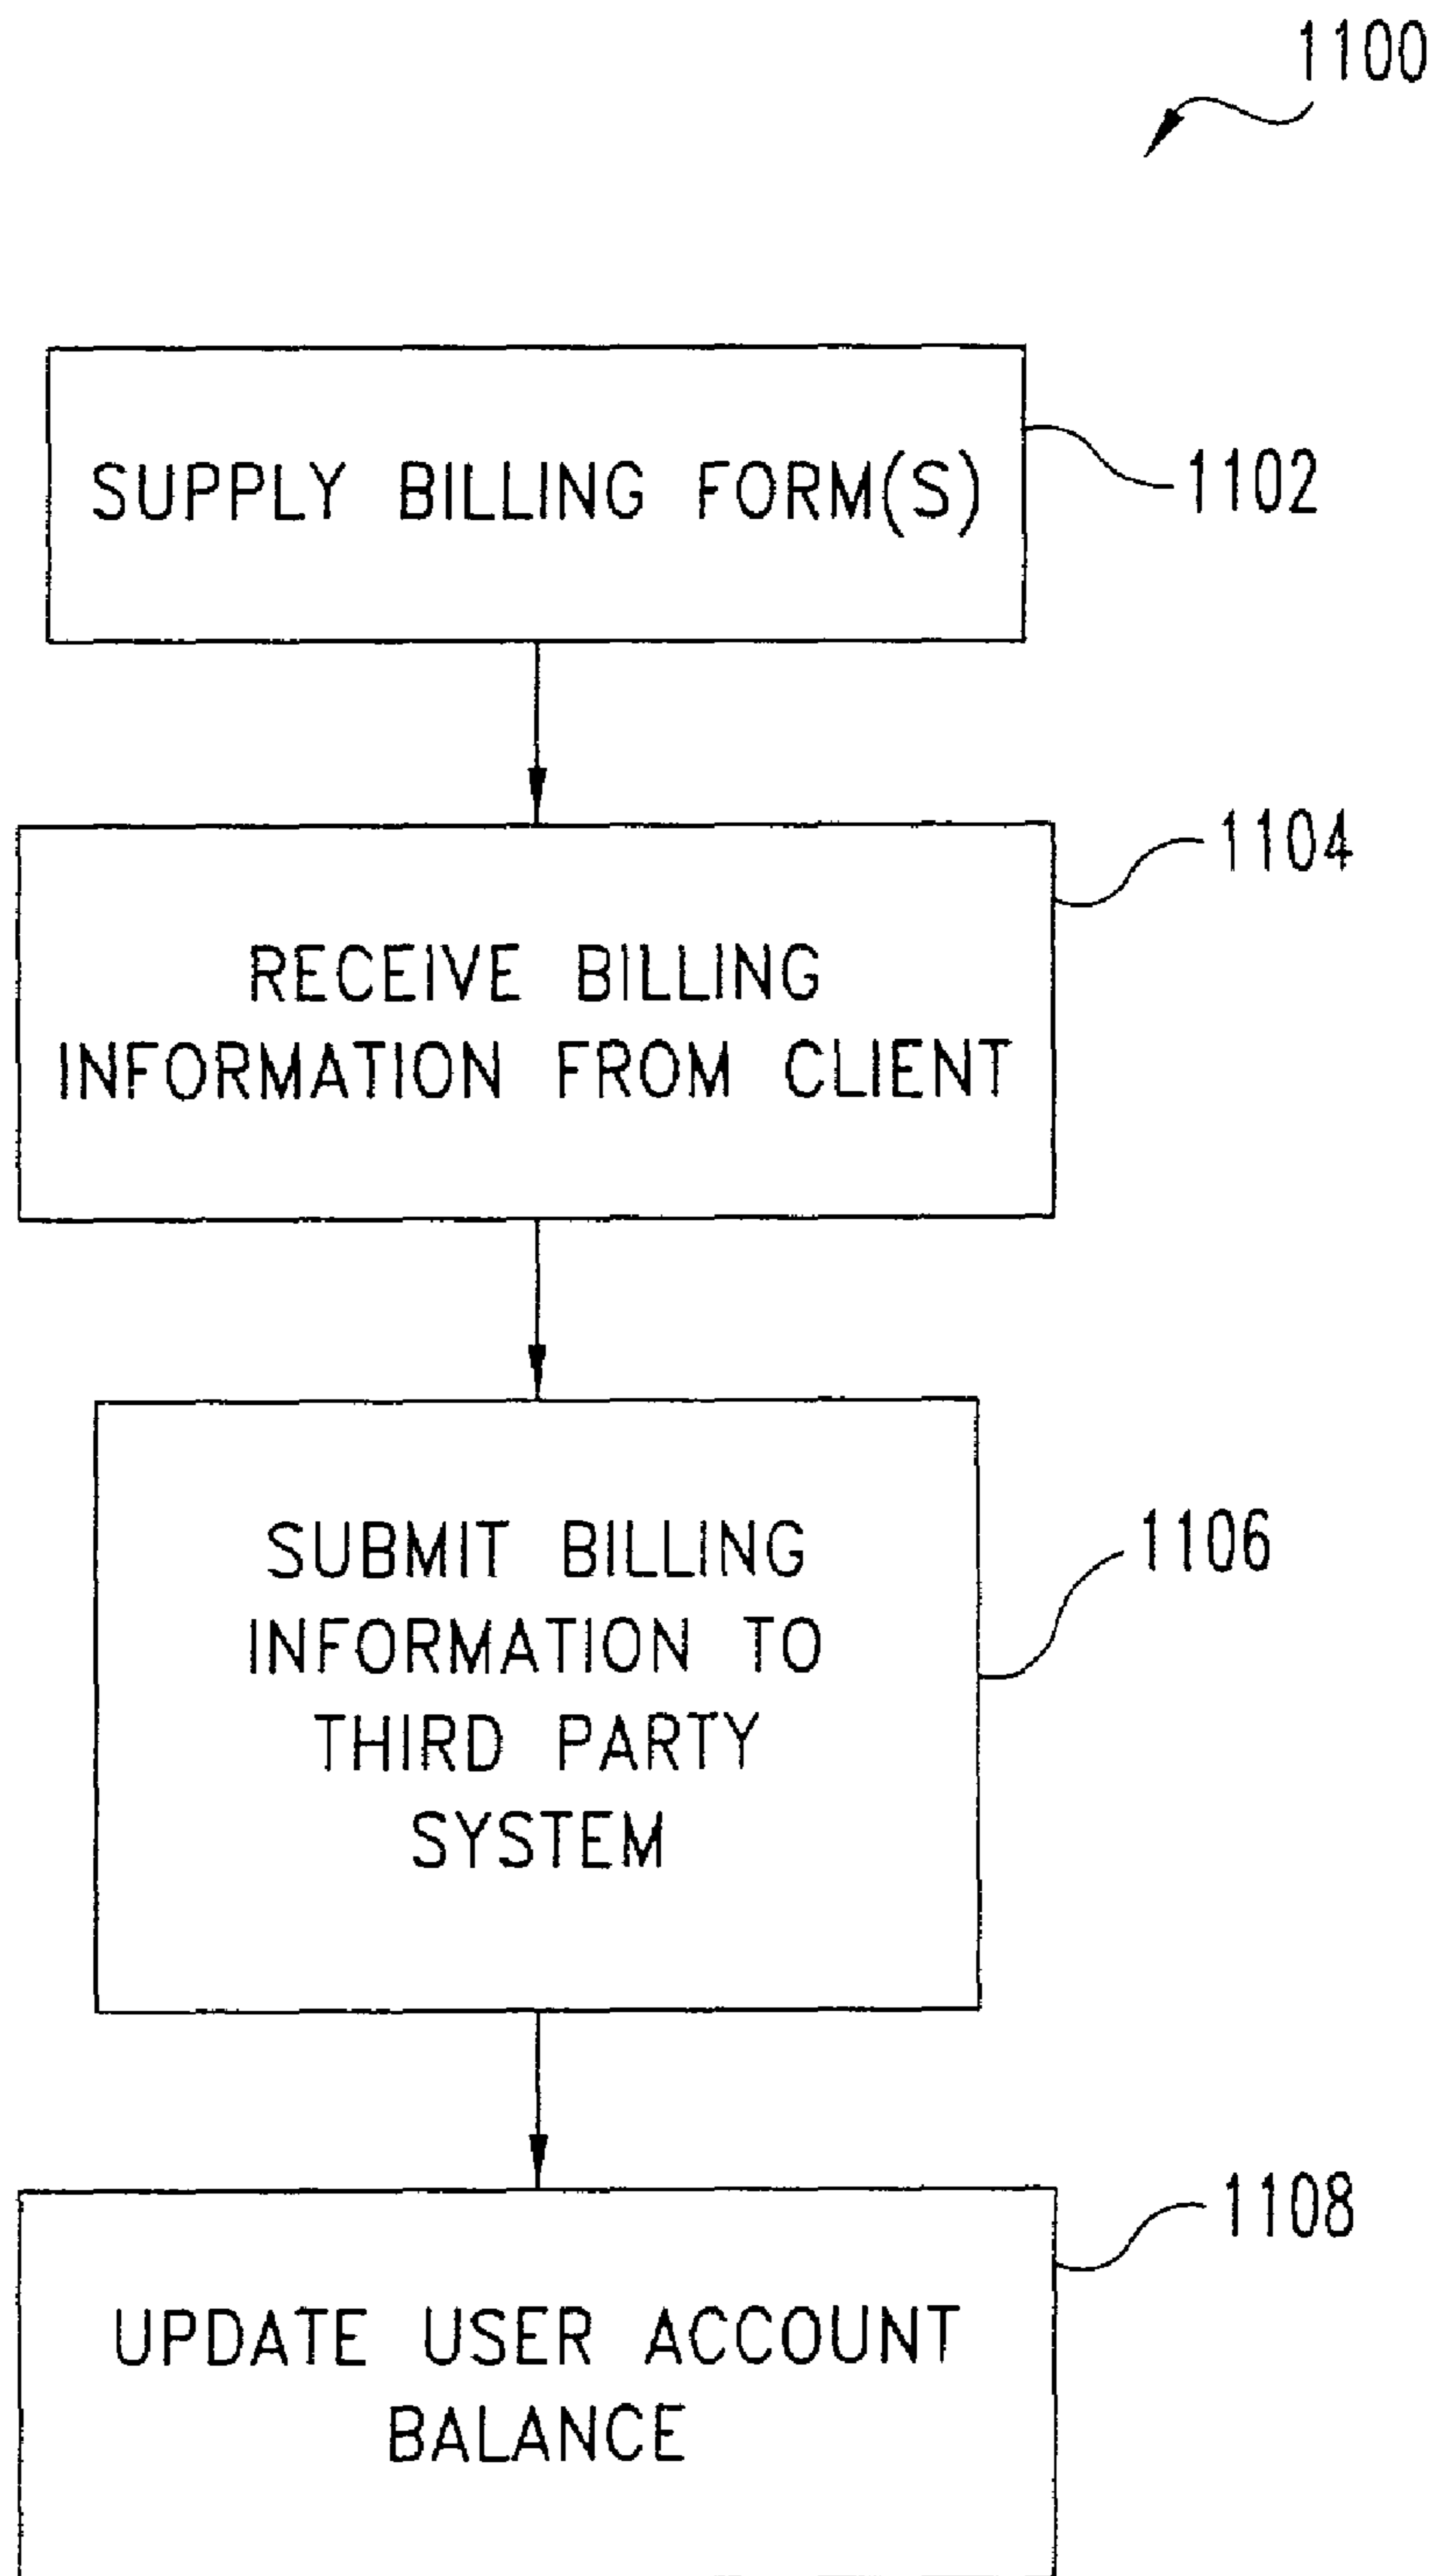 1100
SUPPLY BILLING FORM(S)
1102
1104
RECEIVE BILLING
INFORMATION FROM CLIENT
1106
SUBMIT BILLING
INFORMATION TO
THIRD PARTY
SYSTEM
1108
UPDATE USER ACCOUNT
BALANCE